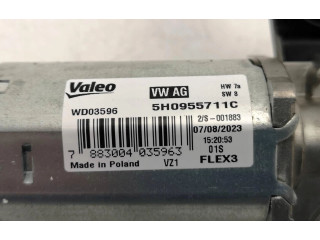 Valeo VW AG HW 7a
SW 8
WD03596 5H0955711C
2/S-001883
07/08/2023
15:20:53
7 883004 035963 01S
Made in Poland VZ1 FLEX3